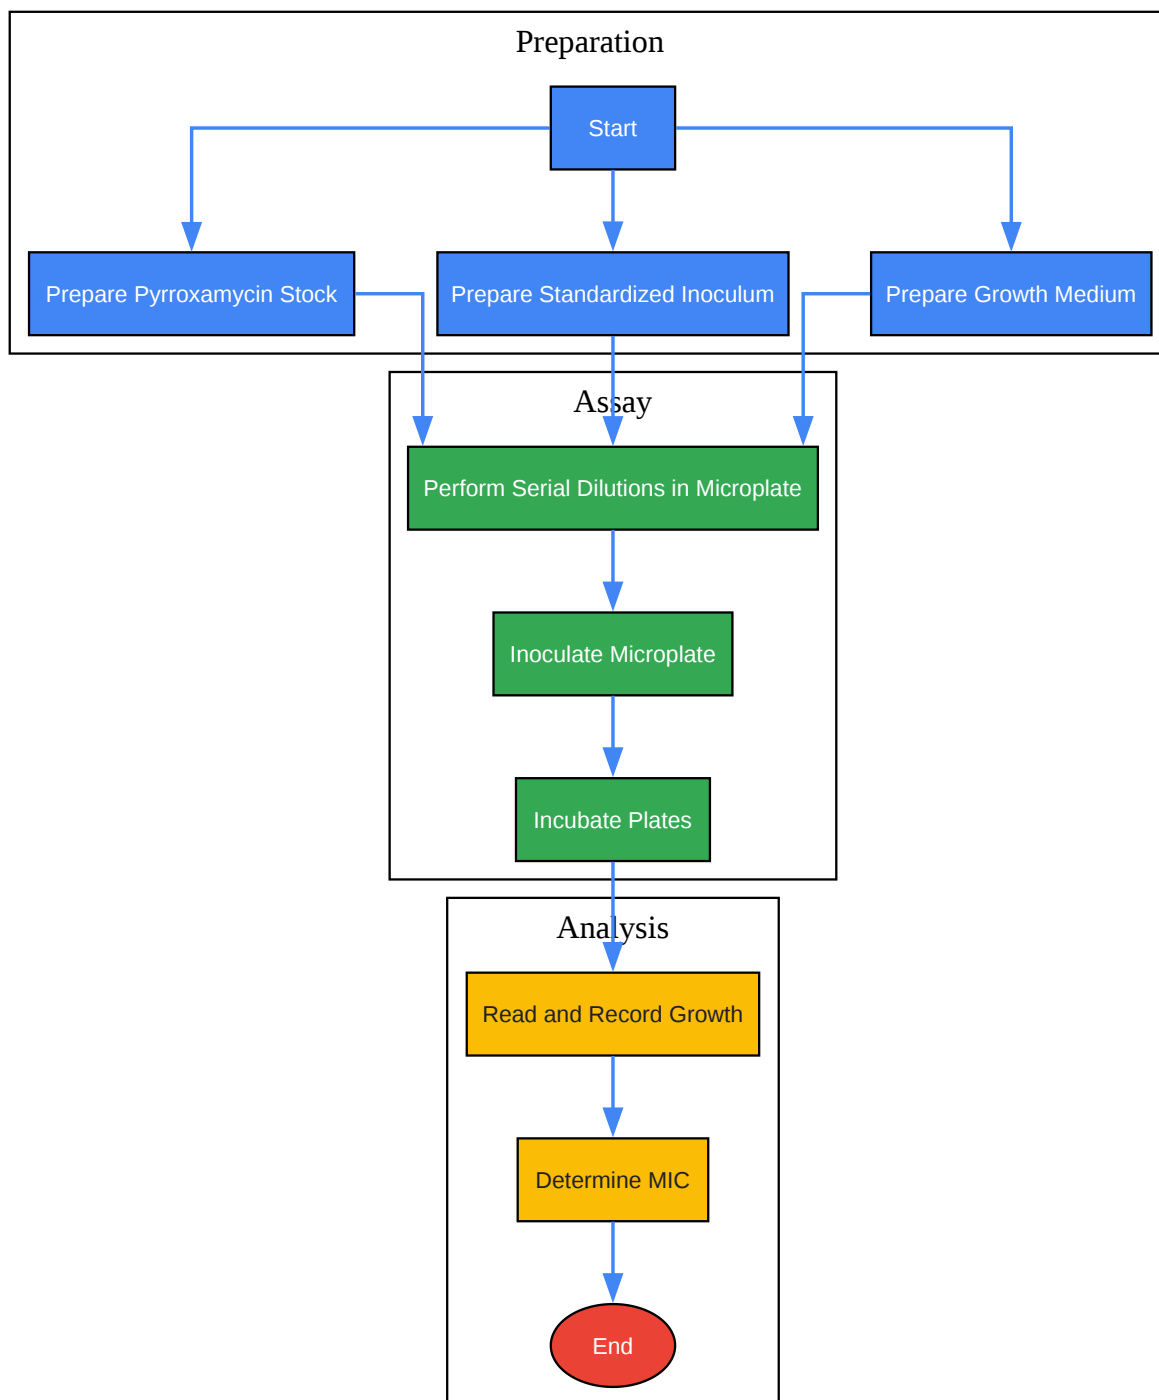 Preparation
Start
Prepare Pyrroxamycin Stock
Prepare Standardized Inoculum
Prepare Growth Medium
Assay
Perform Serial Dilutions in Microplate
Inoculate Microplate
Incubate Plates
Analysis
Read and Record Growth
Determine MIC
End